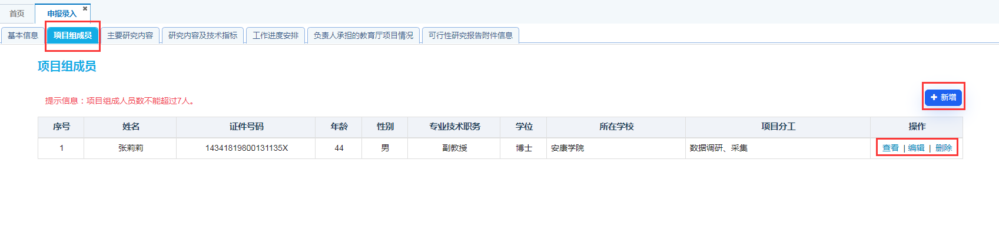 首页 申报录入
基本信息 项目组成员 主要研究内容 研究内容及技术指标 工作进度安排 负责人承担的教育厅项目情况 可行性研究报告附件信息
项目组成员
提示信息：项目组成人员数不能超过7人。
新增
序号 姓名 证件号码 年龄 性别 专业技术职务 学位 所在学校 项目分工 操作
1 张莉莉 14341819800131135X 44 男 副教授 博士 安康学院 数据调研、采集 查看 | 编辑 | 删除